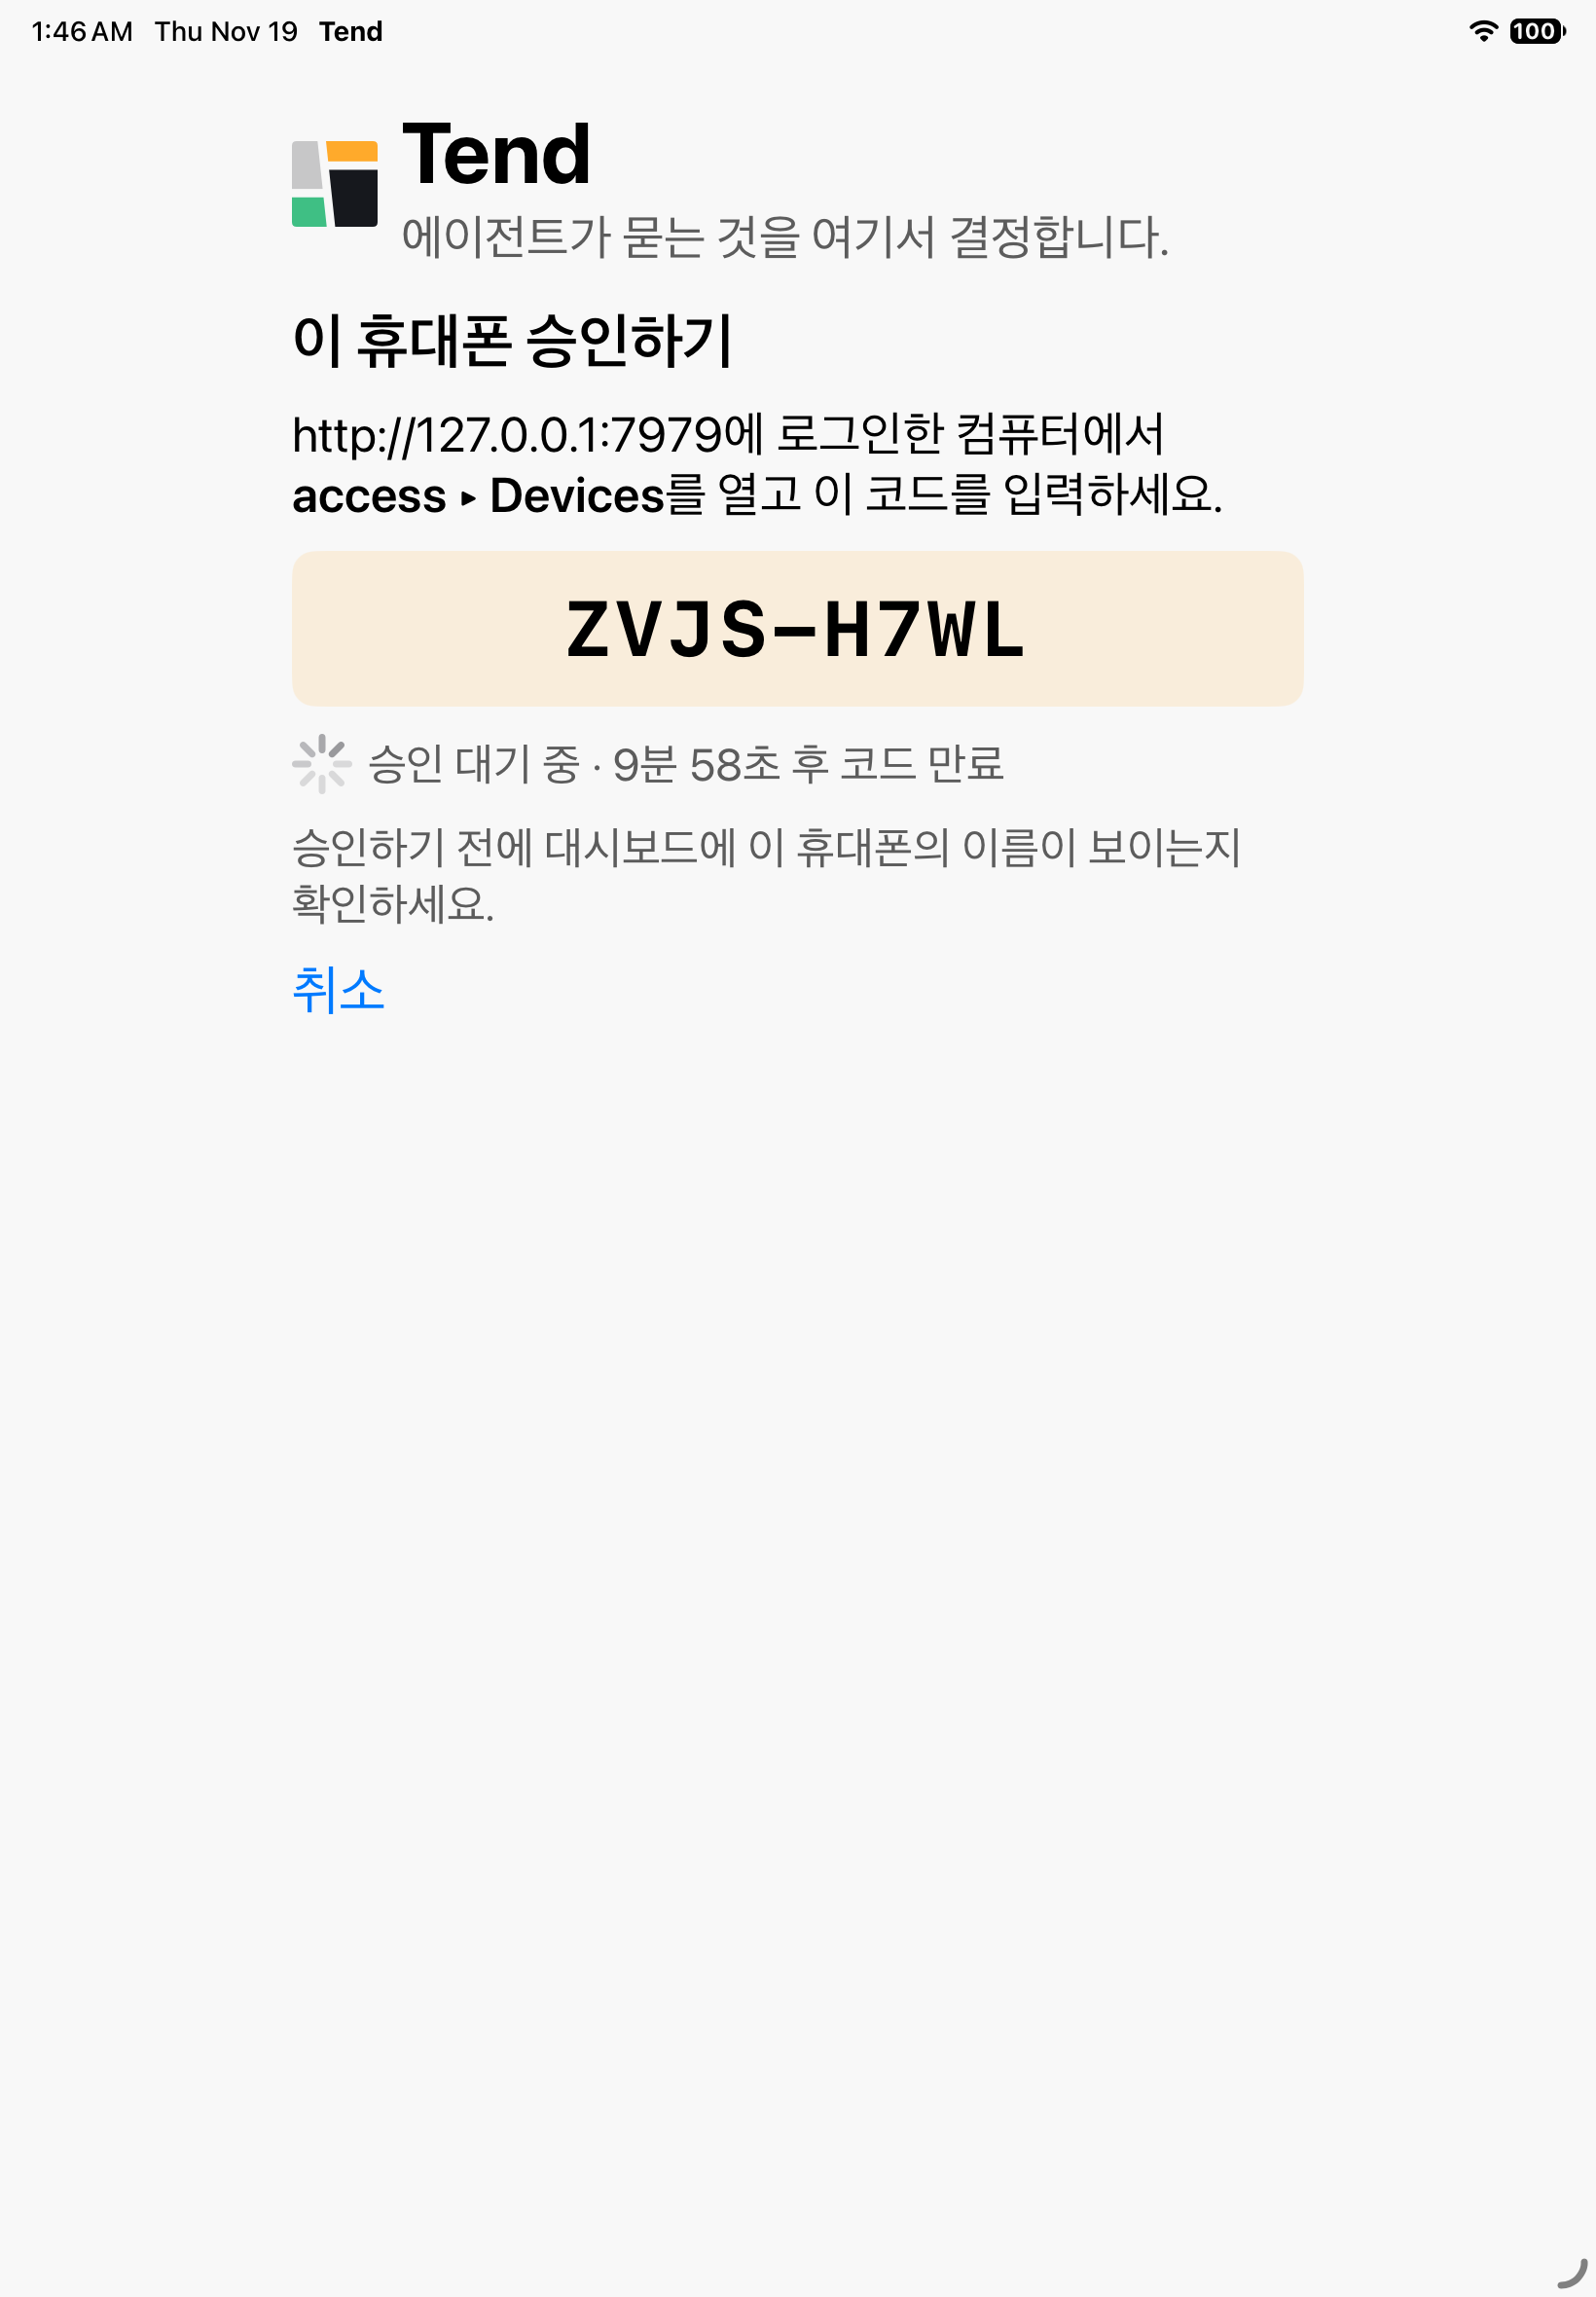 1:46 AM Thu Nov 19 Tend
100
Tend
에이전트가 묻는 것을 여기서 결정합니다.
이 휴대폰 승인하기
http://127.0.0.1:7979에 로그인한 컴퓨터에서
access ▸ Devices를 열고 이 코드를 입력하세요.
ZVJS-H7WL
승인 대기 중 · 9분 58초 후 코드 만료
승인하기 전에 대시보드에 이 휴대폰의 이름이 보이는지
확인하세요.
취소